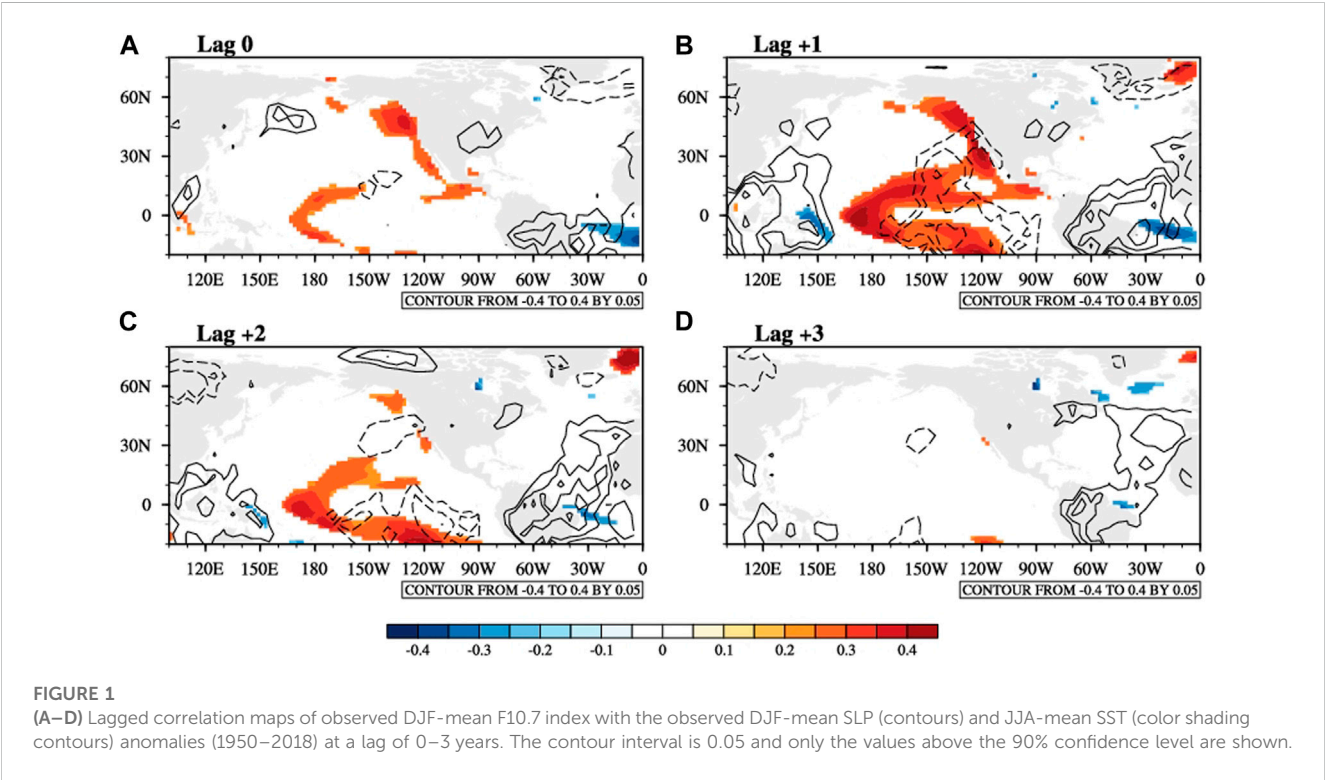 A Lag 0
60N
30N
0
120E 150E 180 150W 120W 90W 60W 30W 0
CONTOUR FROM -0.4 TO 0.4 BY 0.05
B Lag +1
60N
30N
0
120E 150E 180 150W 120W 90W 60W 30W 0
CONTOUR FROM -0.4 TO 0.4 BY 0.05
C Lag +2
60N
30N
0
120E 150E 180 150W 120W 90W 60W 30W 0
CONTOUR FROM -0.4 TO 0.4 BY 0.05
D Lag +3
60N
30N
0
120E 150E 180 150W 120W 90W 60W 30W 0
CONTOUR FROM -0.4 TO 0.4 BY 0.05
-0.4 -0.3 -0.2 -0.1 0 0.1 0.2 0.3 0.4
FIGURE 1
(A–D) Lagged correlation maps of observed DJF-mean F10.7 index with the observed DJF-mean SLP (contours) and JJA-mean SST (color shading
contours) anomalies (1950–2018) at a lag of 0–3 years. The contour interval is 0.05 and only the values above the 90% confidence level are shown.